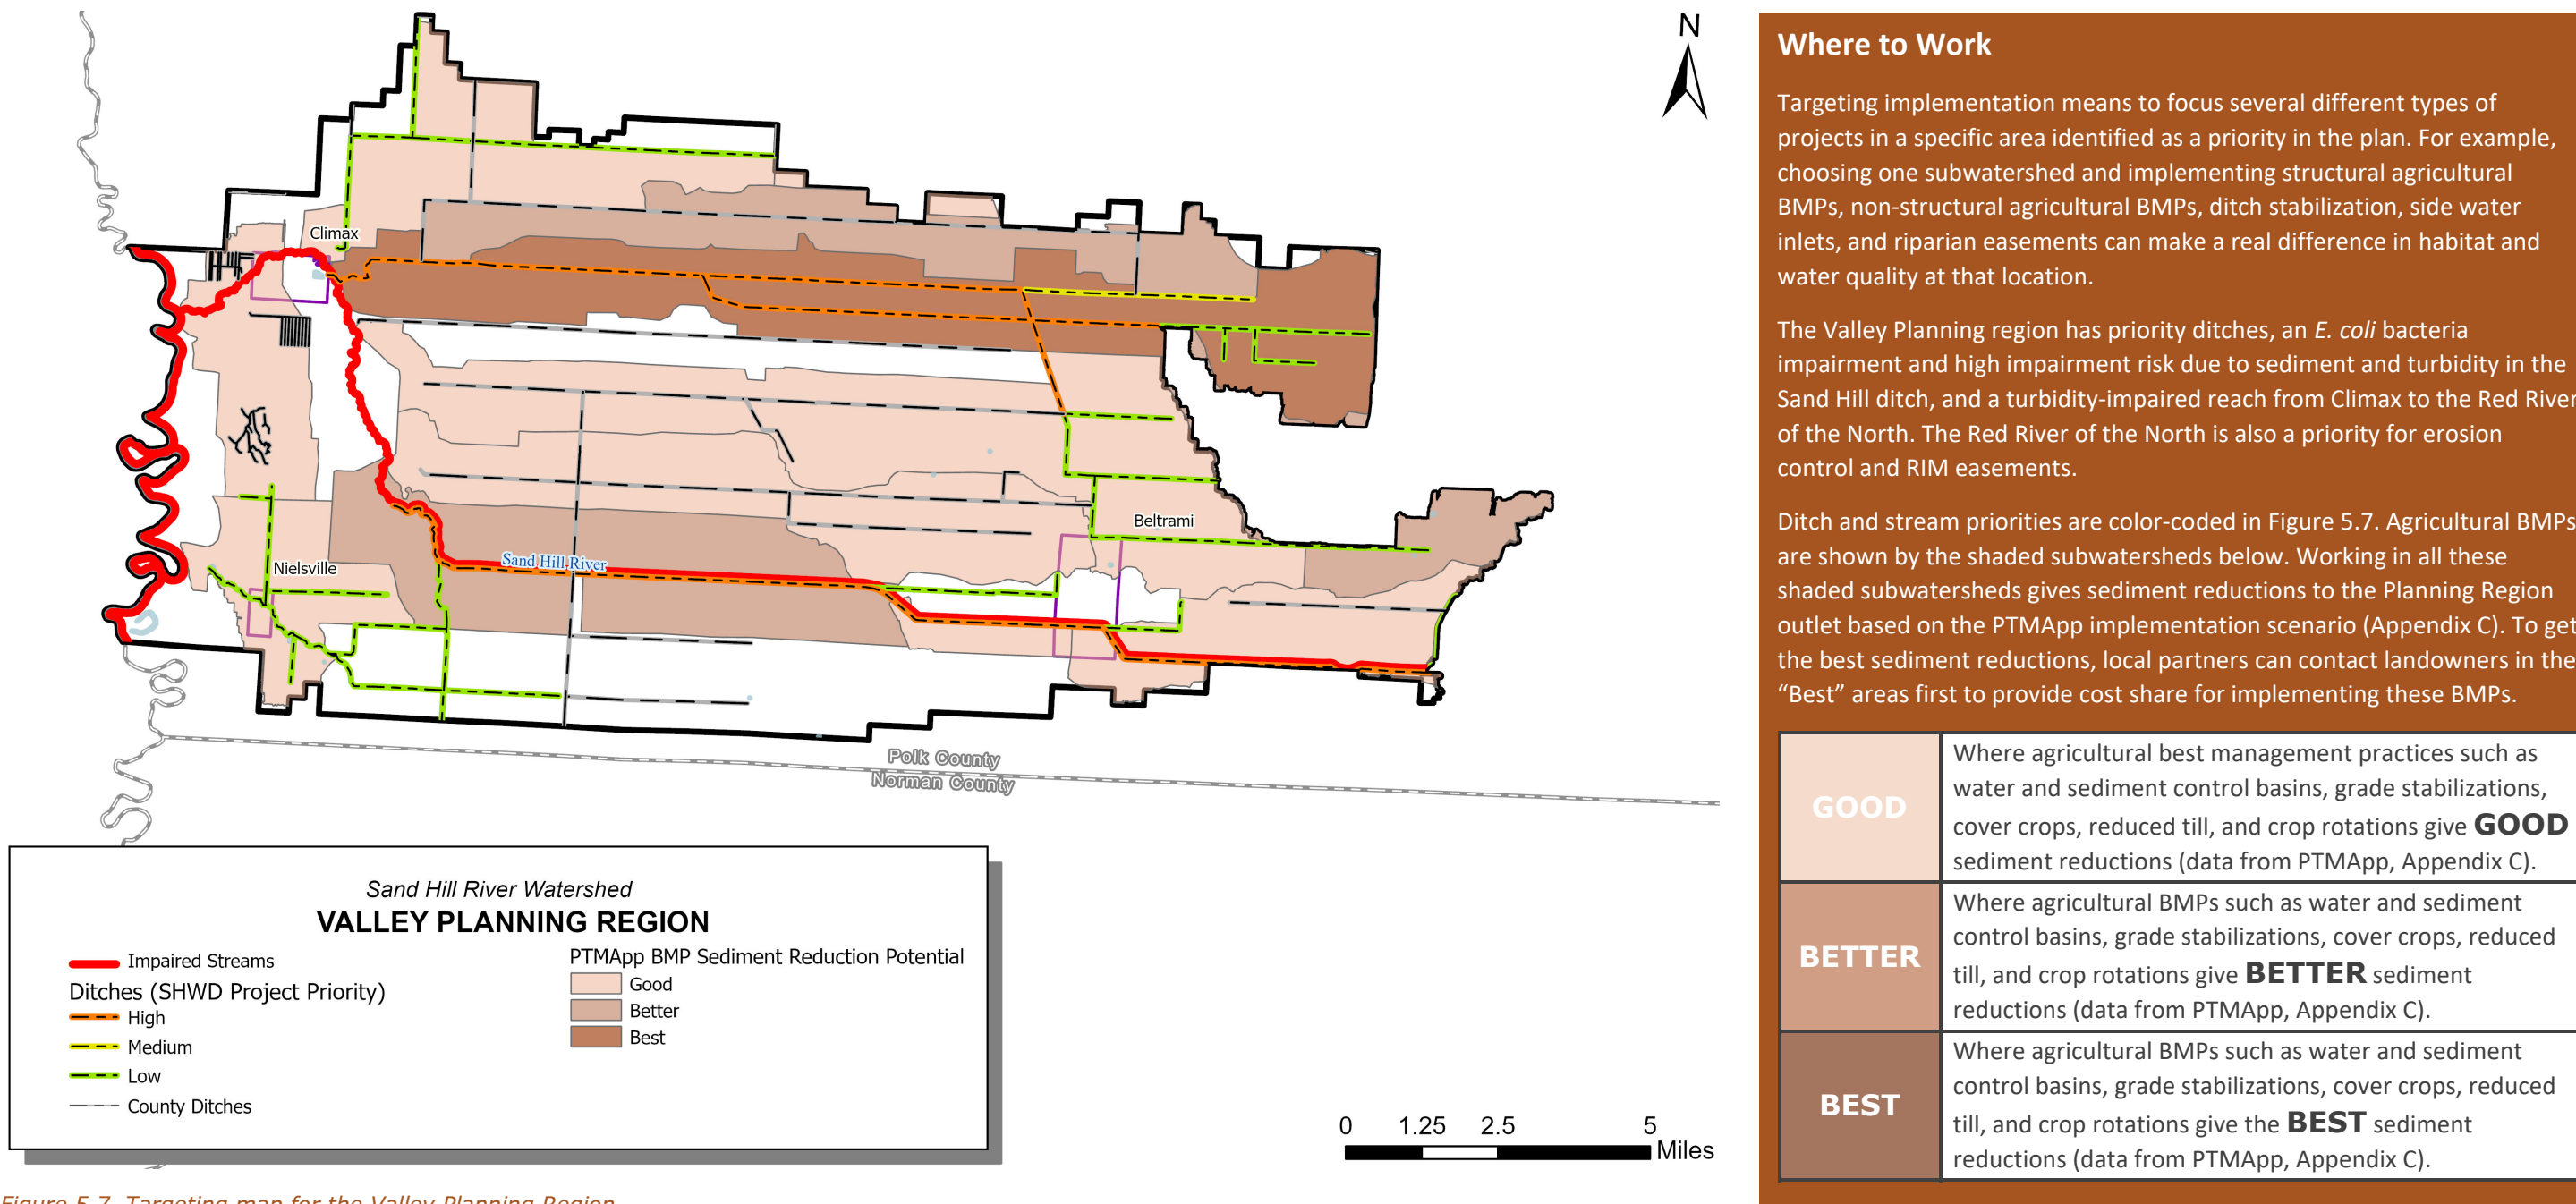 N
Climax
Beltrami
Sand Hill River
Nielsville
Polk County
Norman County
Sand Hill River Watershed
VALLEY PLANNING REGION
Impaired Streams
Ditches (SHWD Project Priority)
High
Medium
Low
County Ditches
PTMApp BMP Sediment Reduction Potential
Good
Better
Best
0 1.25 2.5 5
Miles
Figure 5.7. Targeting map for the Valley Planning Region
Where to Work
Targeting implementation means to focus several different types of
projects in a specific area identified as a priority in the plan. For example,
choosing one subwatershed and implementing structural agricultural
BMPs, non-structural agricultural BMPs, ditch stabilization, side water
inlets, and riparian easements can make a real difference in habitat and
water quality at that location.
The Valley Planning region has priority ditches, an E. coli bacteria
impairment and high impairment risk due to sediment and turbidity in the
Sand Hill ditch, and a turbidity-impaired reach from Climax to the Red River
of the North. The Red River of the North is also a priority for erosion
control and RIM easements.
Ditch and stream priorities are color-coded in Figure 5.7. Agricultural BMPs
are shown by the shaded subwatersheds below. Working in all these
shaded subwatersheds gives sediment reductions to the Planning Region
outlet based on the PTMApp implementation scenario (Appendix C). To get
the best sediment reductions, local partners can contact landowners in the
“Best” areas first to provide cost share for implementing these BMPs.
GOOD
Where agricultural best management practices such as
water and sediment control basins, grade stabilizations,
cover crops, reduced till, and crop rotations give GOOD
sediment reductions (data from PTMApp, Appendix C).
BETTER
Where agricultural BMPs such as water and sediment
control basins, grade stabilizations, cover crops, reduced
till, and crop rotations give BETTER sediment
reductions (data from PTMApp, Appendix C).
BEST
Where agricultural BMPs such as water and sediment
control basins, grade stabilizations, cover crops, reduced
till, and crop rotations give the BEST sediment
reductions (data from PTMApp, Appendix C).